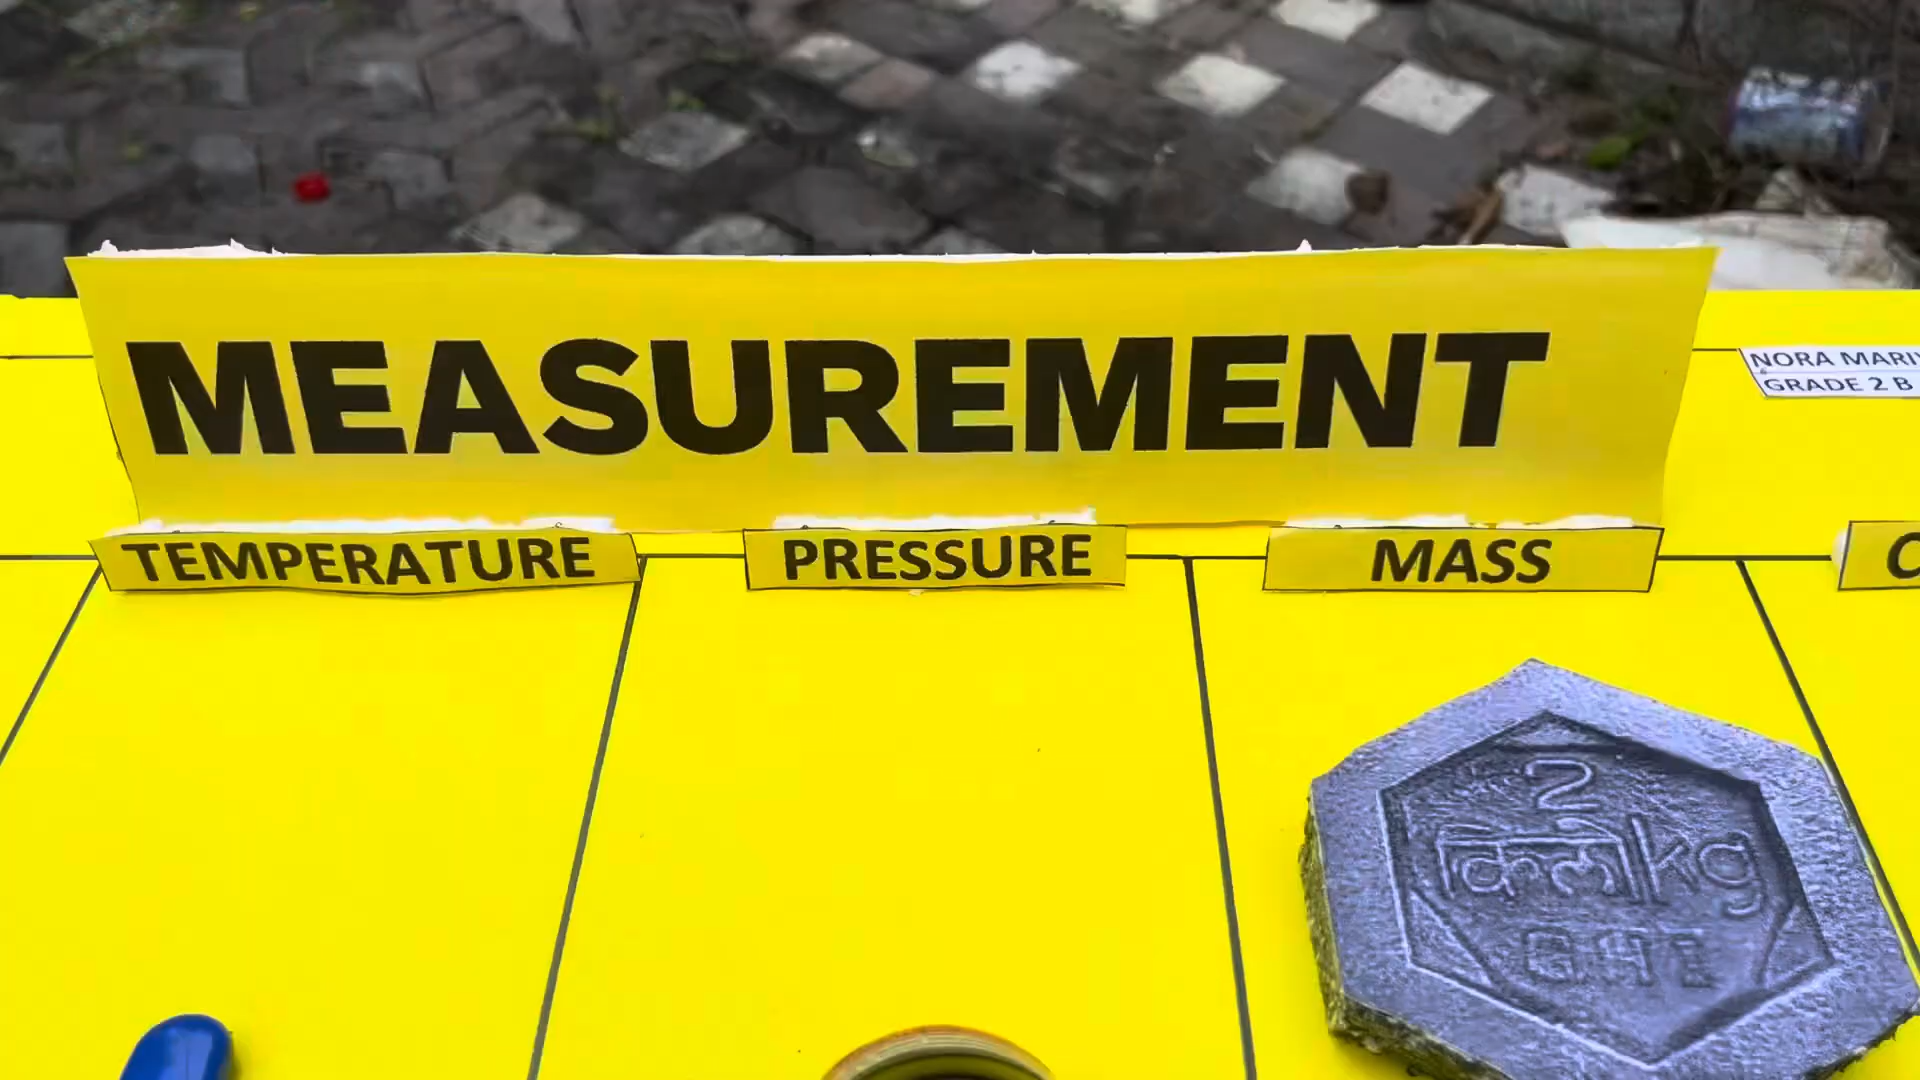 MEASUREMENT
NORA MARI
GRADE 2 B
TEMPERATURE
PRESSURE
MASS
2
किलो kg